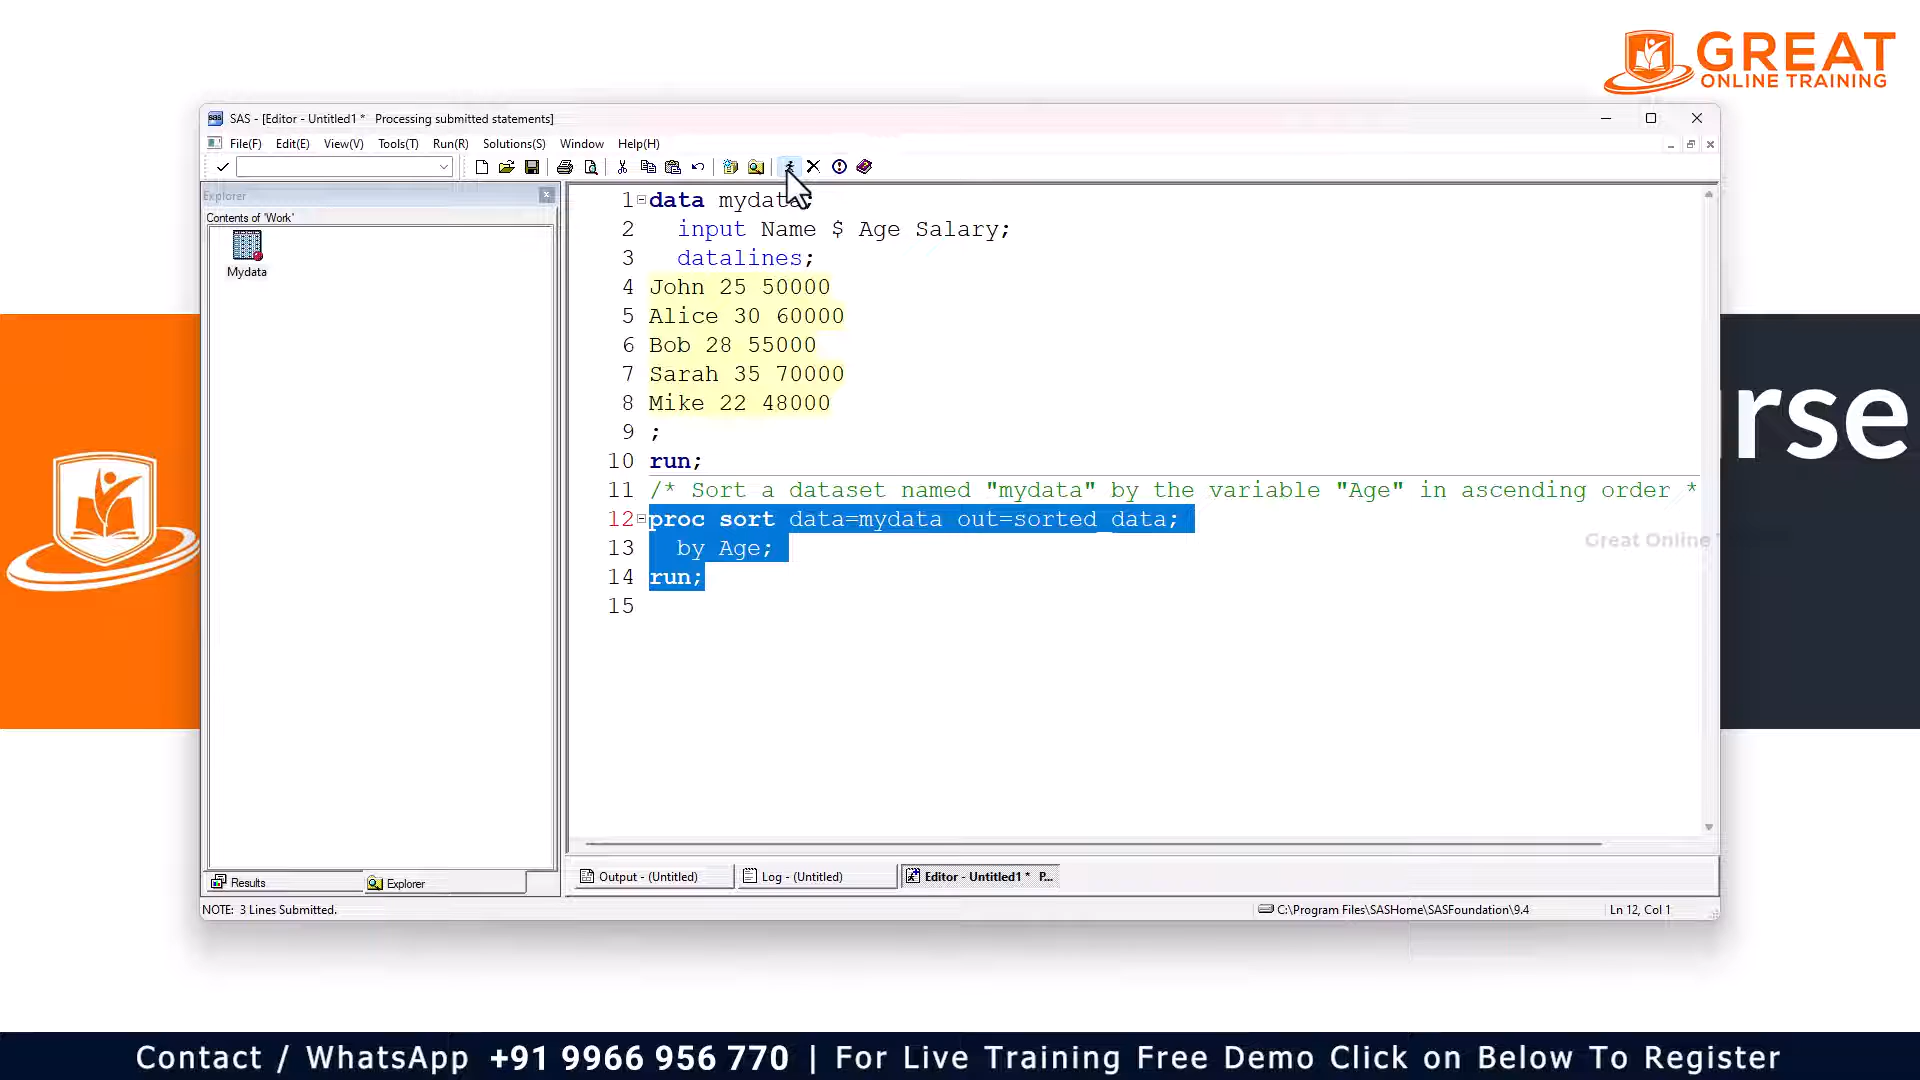 GREAT
ONLINE TRAINING
SAS - [Editor - Untitled1 * Processing submitted statements]
File(F) Edit(E) View(V) Tools(T) Run(R) Solutions(S) Window Help(H)
Explorer
Contents of 'Work'
Mydata
1 data mydata;
2 input Name $ Age Salary;
3 datalines;
4 John 25 50000
5 Alice 30 60000
6 Bob 28 55000
7 Sarah 35 70000
8 Mike 22 48000
9 ;
10 run;
11 /* Sort a dataset named "mydata" by the variable "Age" in ascending order *
12 proc sort data=mydata out=sorted_data;
13 by Age;
14 run;
15
rse
Great Online
Results Explorer
Output - (Untitled) Log - (Untitled) Editor - Untitled1 * P...
NOTE: 3 Lines Submitted. C:\Program Files\SASHome\SASFoundation\9.4 Ln 12, Col 1
Contact / WhatsApp +91 9966 956 770 | For Live Training Free Demo Click on Below To Register